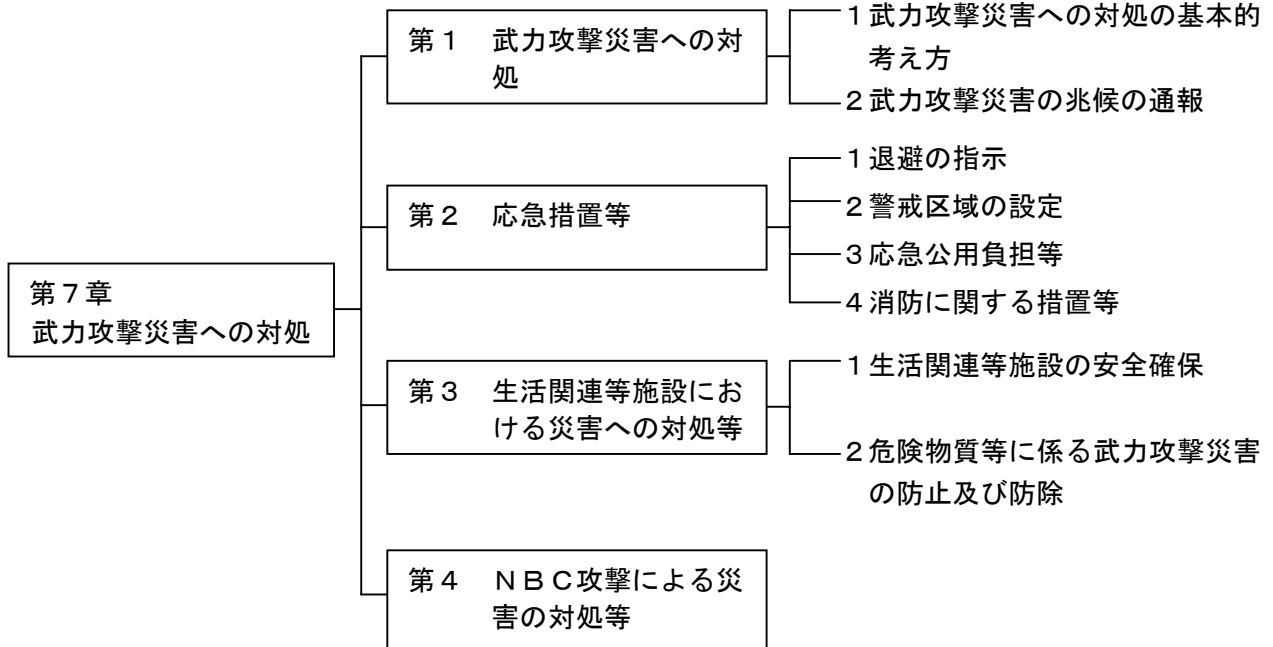 第７章
武力攻撃災害への対処
第１　武力攻撃災害への対
処
１武力攻撃災害への対処の基本的
考え方
２武力攻撃災害の兆候の通報
第２　応急措置等
１退避の指示
２警戒区域の設定
３応急公用負担等
４消防に関する措置等
第３　生活関連等施設にお
ける災害への対処等
１生活関連等施設の安全確保
２危険物質等に係る武力攻撃災害
の防止及び防除
第４　ＮＢＣ攻撃による災
害の対処等